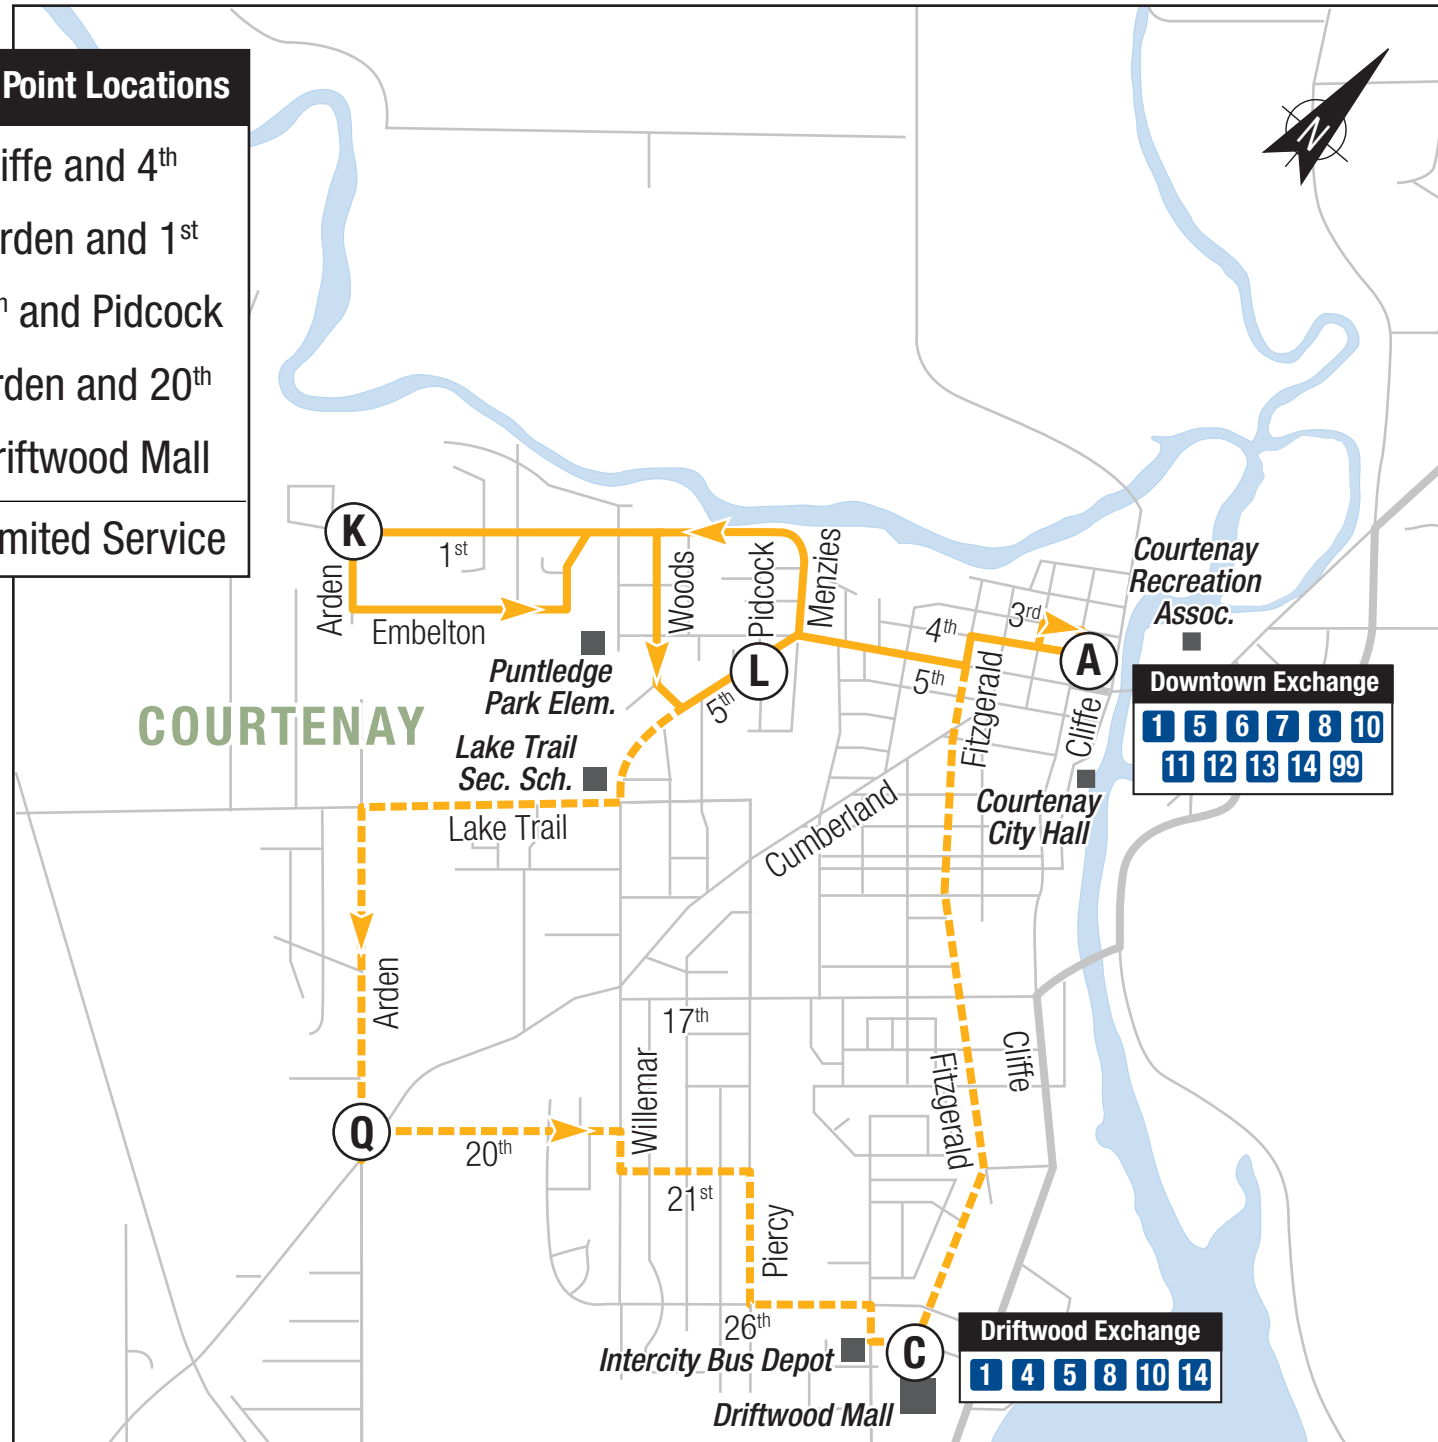 Point Locations
iffe and 4th
rden and 1st
h and Pidcock
rden and 20th
riftwood Mall
mited Service
N
K
1st
Arden
Embelton
Woods
Pidcock
Menzies
Puntledge
Park Elem.
L
5th
4th
3rd
5th
A
Courtenay
Recreation
Assoc.
Downtown Exchange
1 5 6 7 8 10
11 12 13 14 99
COURTENAY
Lake Trail
Sec. Sch.
Lake Trail
Fitzgerald
Cliffe
Courtenay
City Hall
Cumberland
Arden
17th
Willemar
Cliffe
Fitzgerald
Q
20th
21st
Piercy
26th
Intercity Bus Depot
C
Driftwood Mall
Driftwood Exchange
1 4 5 8 10 14